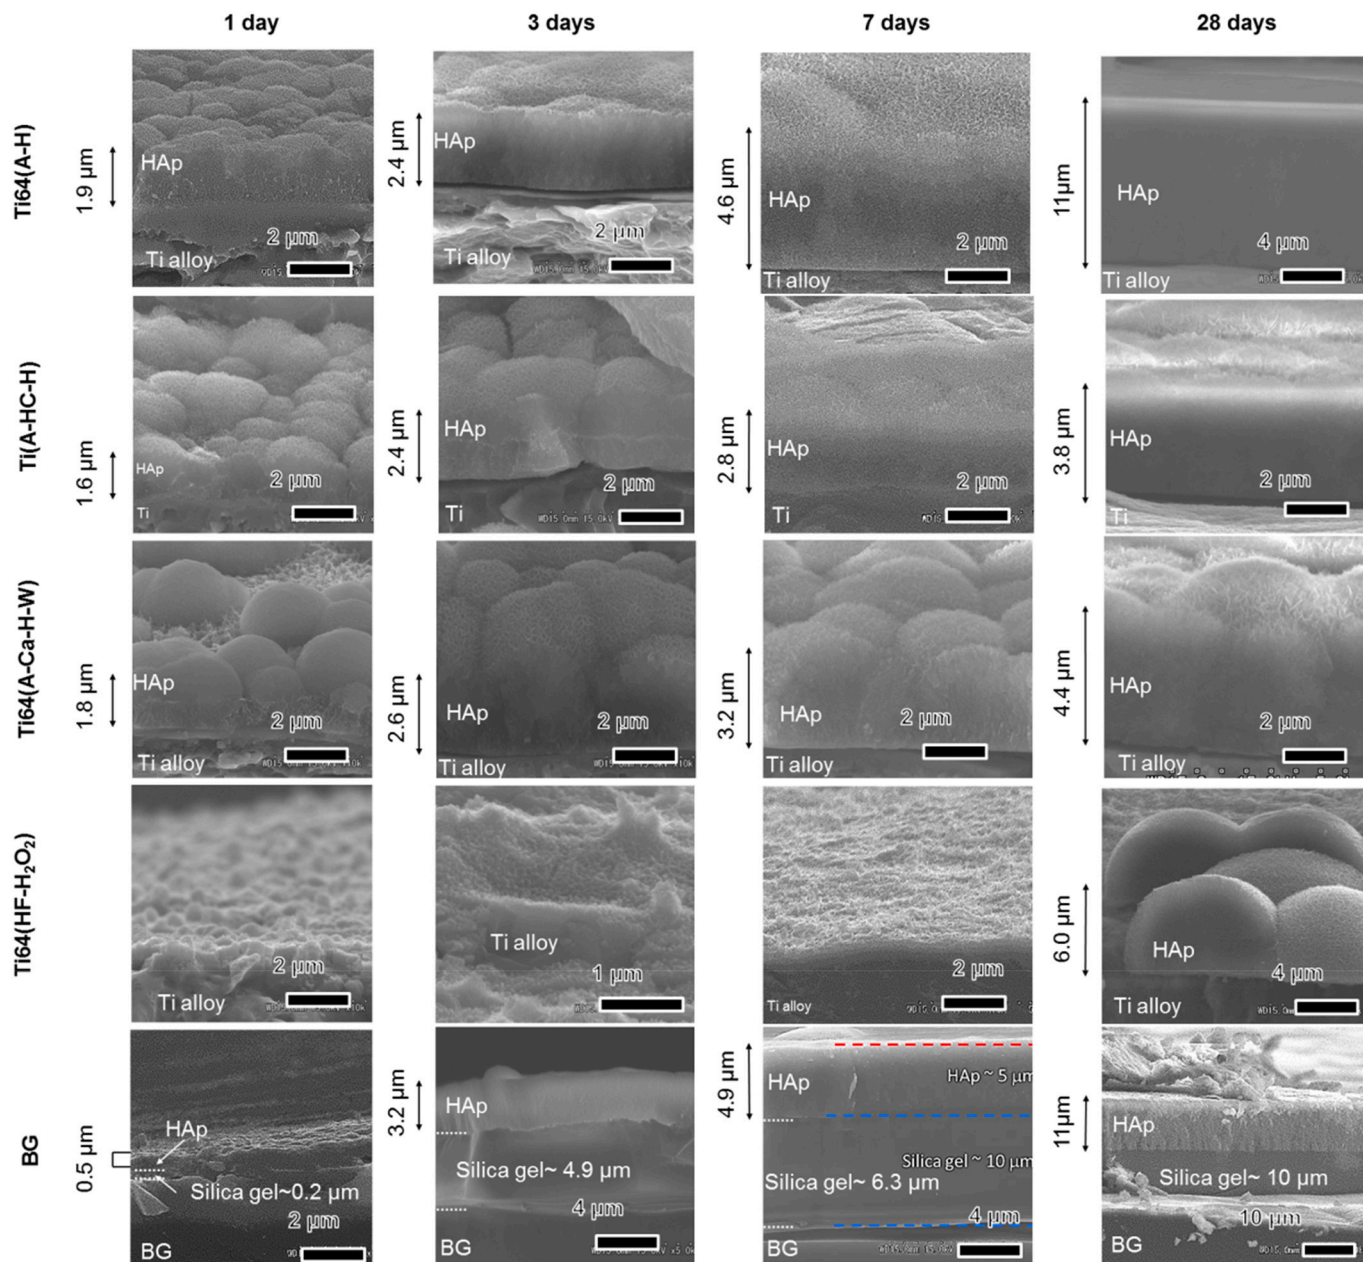 1 day
3 days
7 days
28 days
Ti64(A-H)
1.9 µm
HAp
2 µm
Ti alloy
2.4 µm
HAp
2 µm
Ti alloy
4.6 µm
HAp
2 µm
Ti alloy
11µm
HAp
4 µm
Ti alloy
Ti(A-HC-H)
1.6 µm
HAp
2 µm
Ti
2.4 µm
HAp
2 µm
Ti
2.8 µm
HAp
2 µm
Ti
3.8 µm
HAp
2 µm
Ti
Ti64(A-Ca-H-W)
1.8 µm
HAp
2 µm
Ti alloy
2.6 µm
HAp
2 µm
Ti alloy
3.2 µm
HAp
2 µm
Ti alloy
4.4 µm
HAp
2 µm
Ti alloy
Ti64(HF-H₂O₂)
2 µm
Ti alloy
Ti alloy
1 µm
2 µm
Ti alloy
6.0 µm
HAp
4 µm
Ti alloy
BG
0.5 µm
HAp
Silica gel~0.2 µm
2 µm
BG
3.2 µm
HAp
Silica gel~ 4.9 µm
4 µm
BG
4.9 µm
HAp
HAp ~ 5 µm
Silica gel ~ 10 µm
Silica gel~ 6.3 µm
4 µm
BG
11µm
HAp
Silica gel~ 10 µm
10 µm
BG